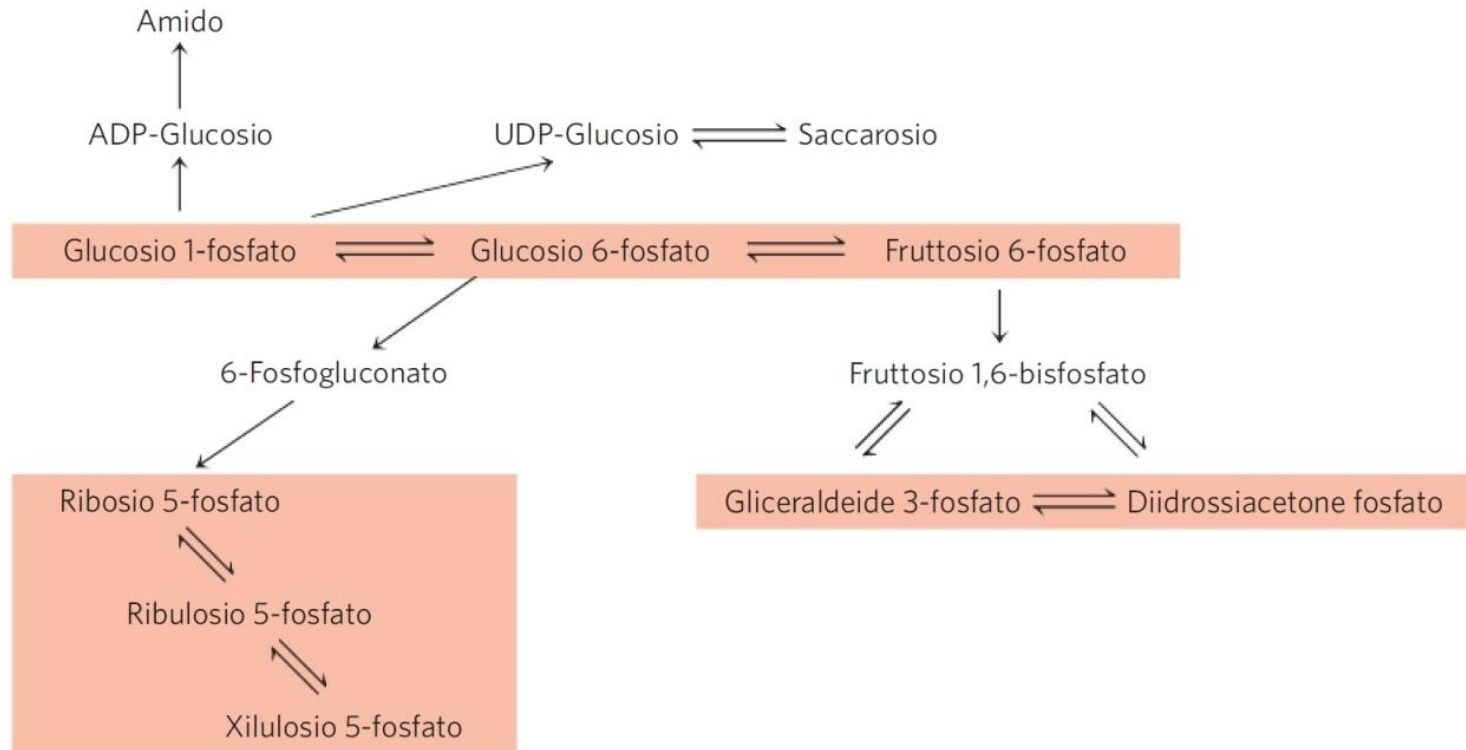 Amido
ADP-Glucosio
UDP-Glucosio
Saccarosio
Glucosio 1-fosfato
Glucosio 6-fosfato
Fruttosio 6-fosfato
6-Fosfogluconato
Fruttosio 1,6-bisfosfato
Ribosio 5-fosfato
Gliceraldeide 3-fosfato
Diidrossiacetone fosfato
Ribulosio 5-fosfato
Xilulosio 5-fosfato